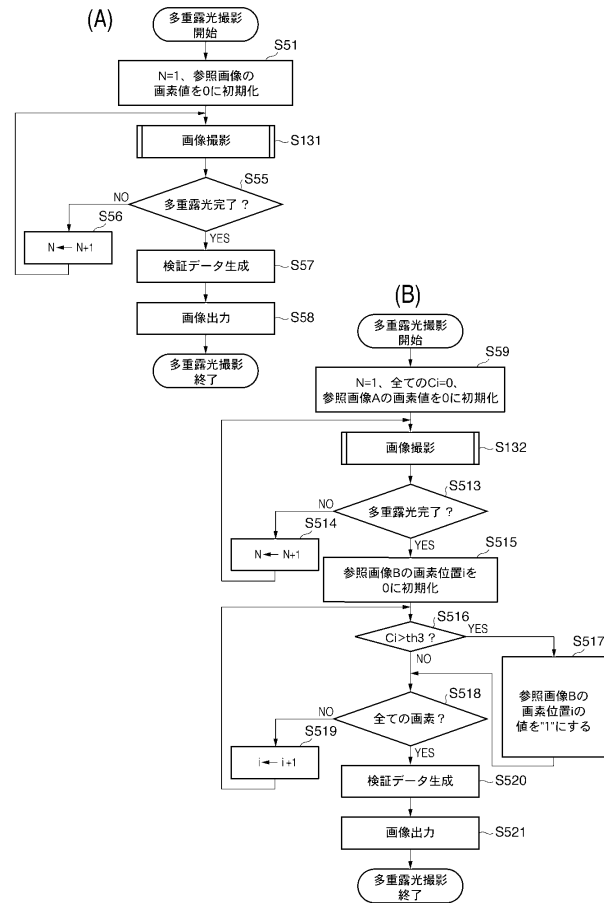 (A)
多重露光撮影
開始
S51
N=1、参照画像の
画素値を0に初期化
画像撮影
S131
S55
多重露光完了？
NO
YES
S56
N← N+1
検証データ生成
S57
画像出力
S58
多重露光撮影
終了
(B)
多重露光撮影
開始
S59
N=1、全てのCi=0、
参照画像Aの画素値を0に初期化
画像撮影
S132
S513
多重露光完了？
NO
YES
S514
N← N+1
S515
参照画像Bの画素位置iを
0に初期化
S516
Ci>th3？
YES
NO
S517
参照画像Bの
画素位置iの
値を"1"にする
S518
全ての画素？
NO
YES
S519
i← i+1
検証データ生成
S520
画像出力
S521
多重露光撮影
終了